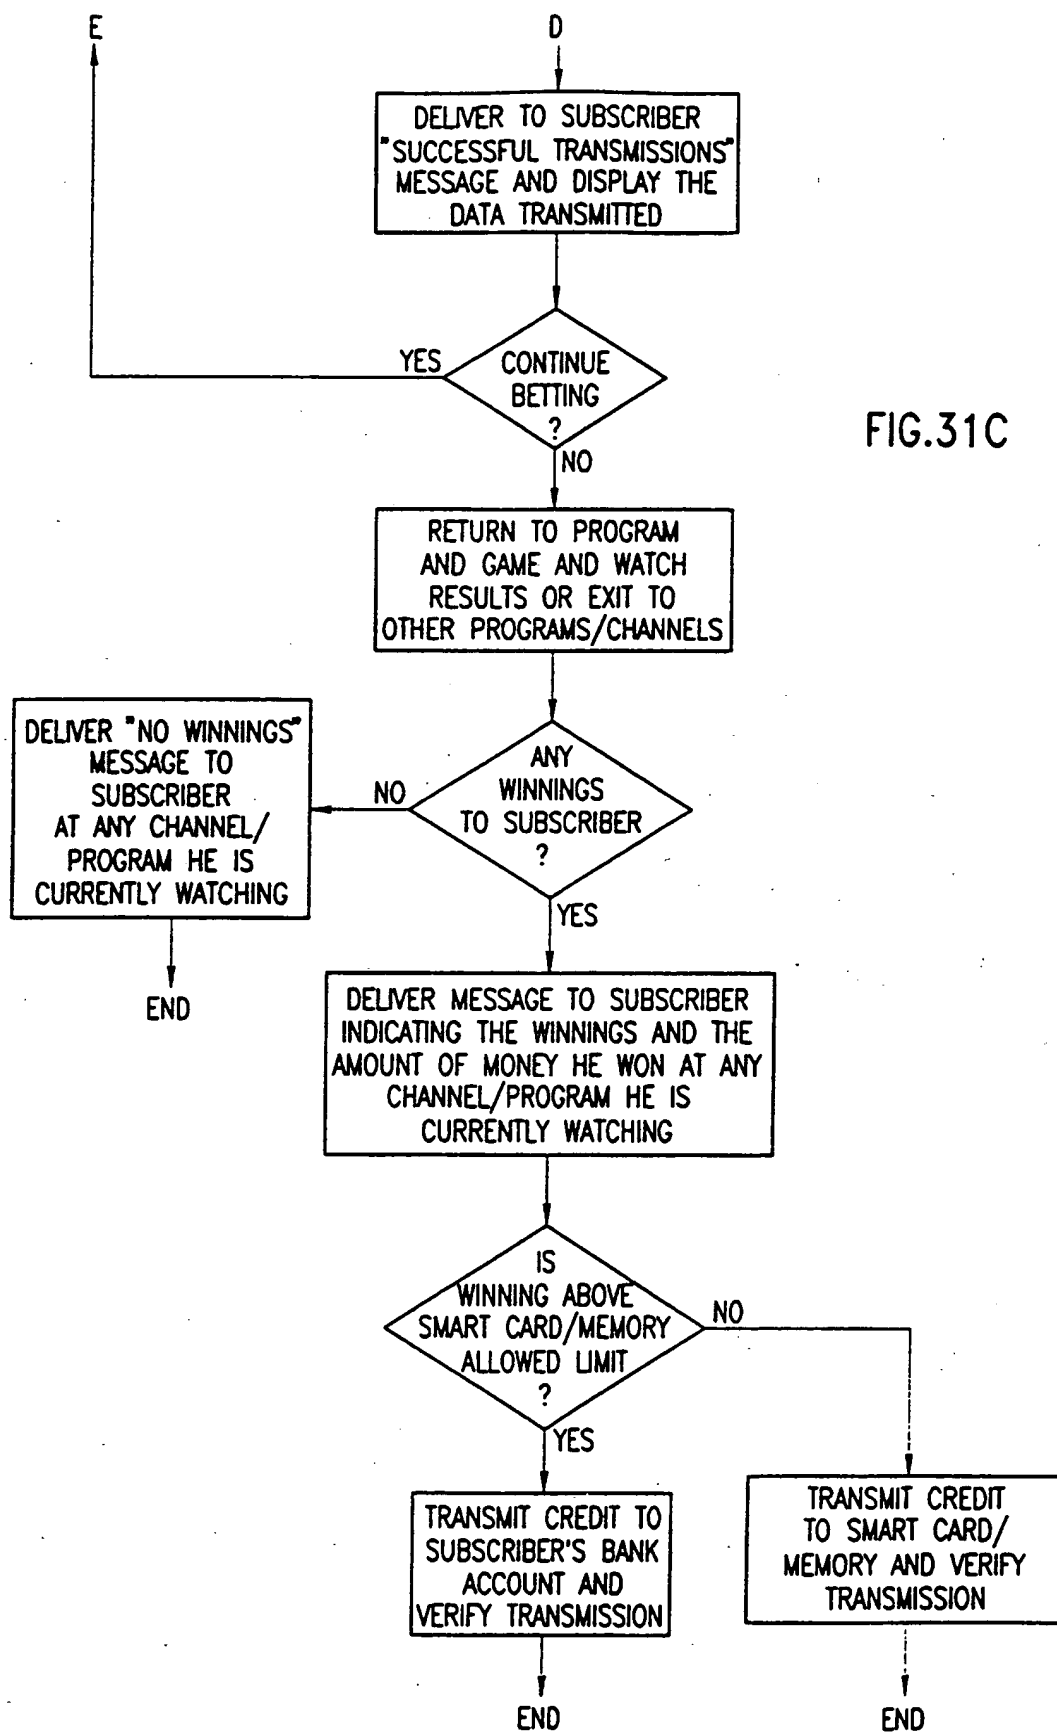 E
D
DELIVER TO SUBSCRIBER
"SUCCESSFUL TRANSMISSIONS"
MESSAGE AND DISPLAY THE
DATA TRANSMITTED
YES
CONTINUE
BETTING
?
NO
FIG.31C
RETURN TO PROGRAM
AND GAME AND WATCH
RESULTS OR EXIT TO
OTHER PROGRAMS/CHANNELS
DELIVER "NO WINNINGS"
MESSAGE TO
SUBSCRIBER
AT ANY CHANNEL/
PROGRAM HE IS
CURRENTLY WATCHING
END
NO
ANY
WINNINGS
TO SUBSCRIBER
?
YES
DELIVER MESSAGE TO SUBSCRIBER
INDICATING THE WINNINGS AND THE
AMOUNT OF MONEY HE WON AT ANY
CHANNEL/PROGRAM HE IS
CURRENTLY WATCHING
IS
WINNING ABOVE
SMART CARD/MEMORY
ALLOWED LIMIT
?
NO
YES
TRANSMIT CREDIT TO
SUBSCRIBER'S BANK
ACCOUNT AND
VERIFY TRANSMISSION
END
TRANSMIT CREDIT
TO SMART CARD/
MEMORY AND VERIFY
TRANSMISSION
END